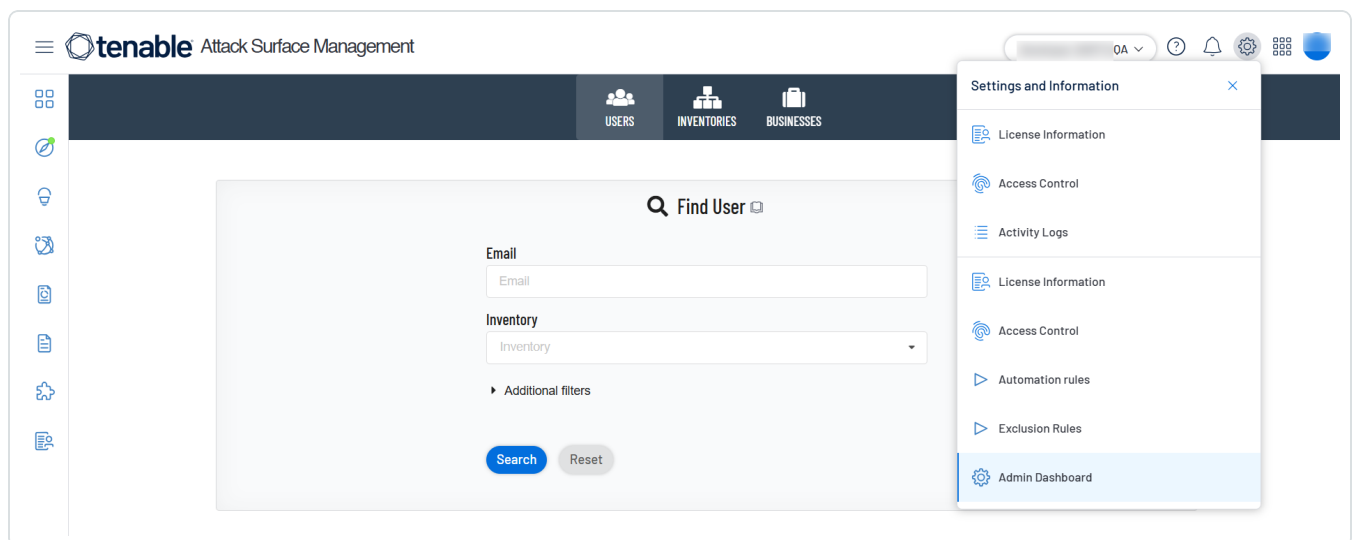 tenable Attack Surface Management
QA
USERS
INVENTORIES
BUSINESSES
Find User
Email
Email
Inventory
Inventory
Additional filters
Search
Reset
Settings and Information
License Information
Access Control
Activity Logs
License Information
Access Control
Automation rules
Exclusion Rules
Admin Dashboard